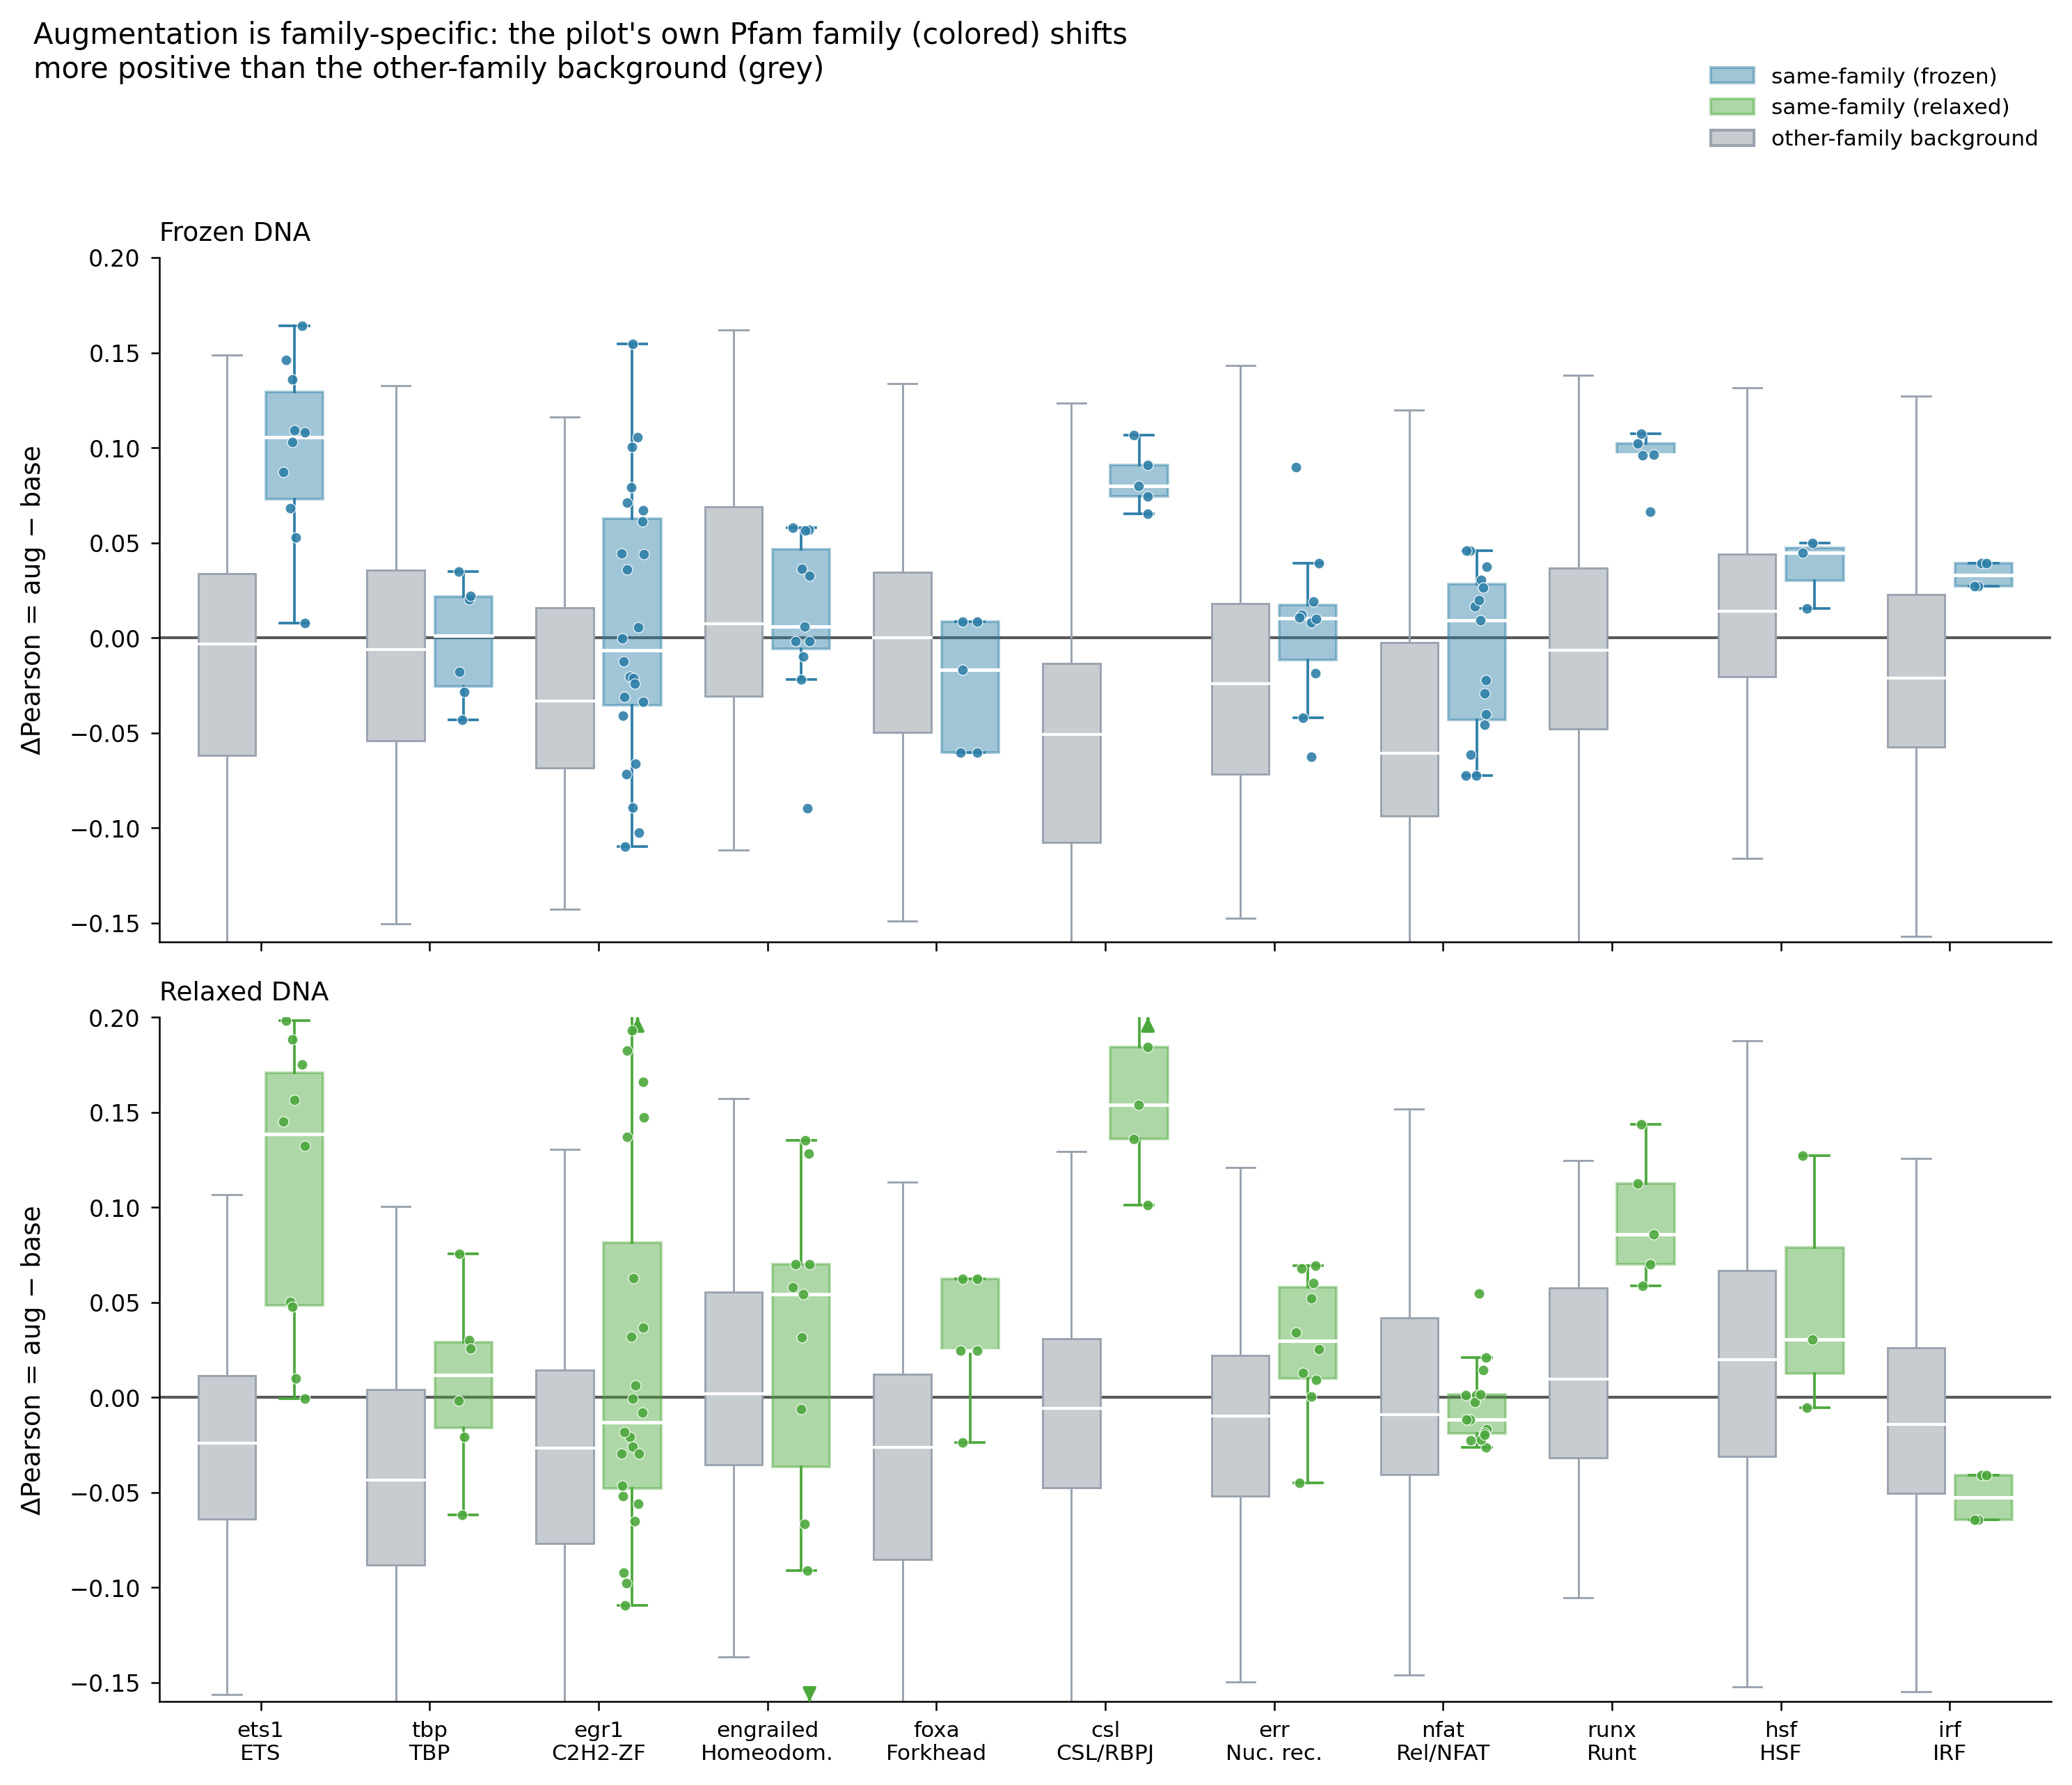 Augmentation is family-specific: the pilot's own Pfam family (colored) shifts
more positive than the other-family background (grey)
same-family (frozen)
same-family (relaxed)
other-family background
Frozen DNA
ΔPearson = aug − base
0.20
0.15
0.10
0.05
0.00
−0.05
−0.10
−0.15
Relaxed DNA
ΔPearson = aug − base
0.20
0.15
0.10
0.05
0.00
−0.05
−0.10
−0.15
ets1 tbp egr1 engrailed foxa csl err nfat runx hsf irf
ETS TBP C2H2-ZF Homeodom. Forkhead CSL/RBPJ Nuc. rec. Rel/NFAT Runt HSF IRF